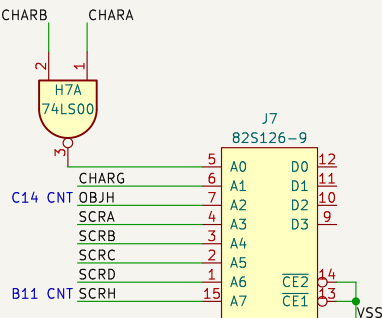 CHARB CHARA
2 1
H7A
74LS00
3
J7
82S126-9
5 A0 D0 12
CHARG 6 A1 D1 11
C14 CNT OBJH 7 A2 D2 10
SCRA 4 A3 D3 9
SCRB 3 A4
SCRC 2 A5
SCRD 1 A6 CE2 14
B11 CNT SCRH 15 A7 CE1 13
VSS